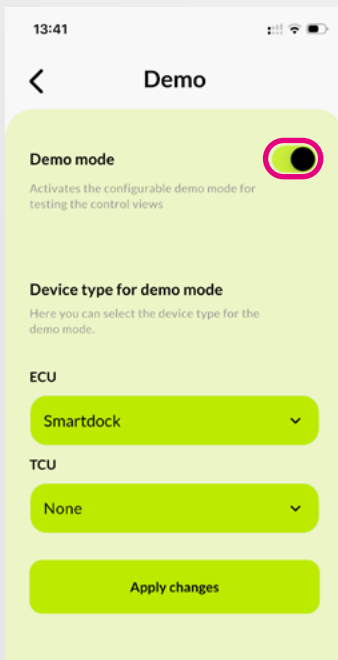 13:41
Demo
Demo mode
Activates the configurable demo mode for
testing the control views
Device type for demo mode
Here you can select the device type for the
demo mode.
ECU
Smartdock
TCU
None
Apply changes